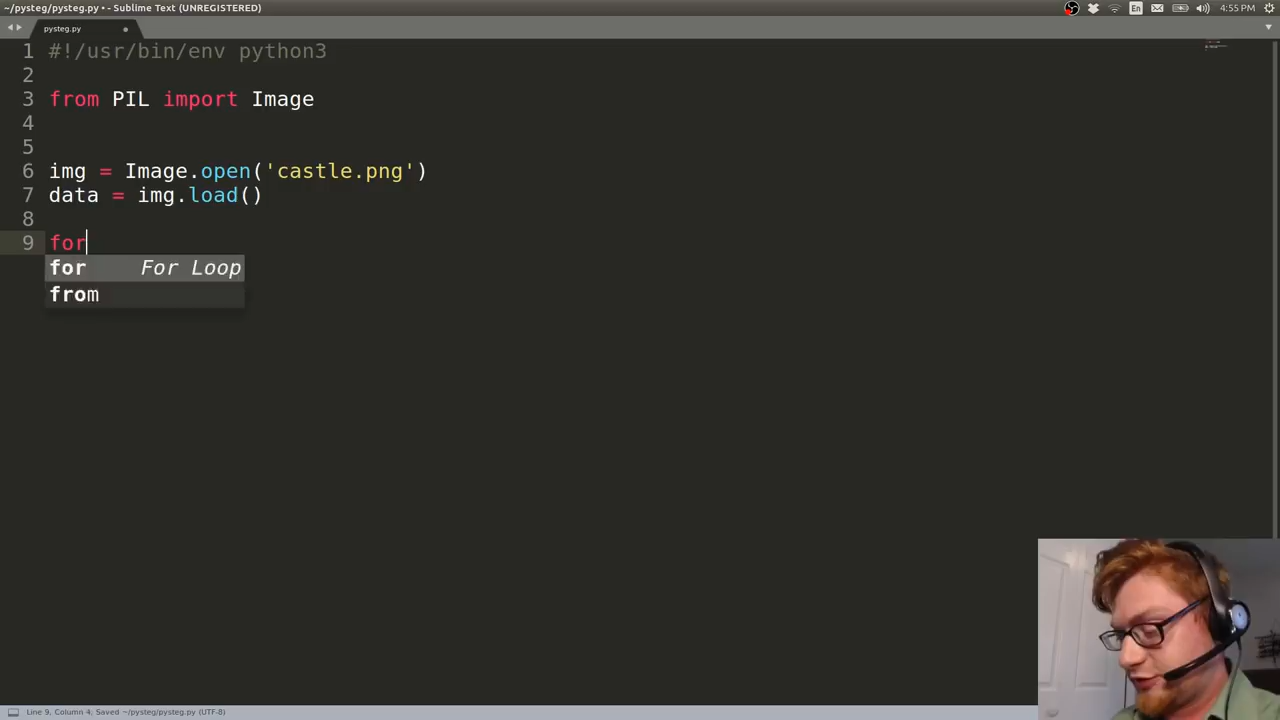 ~/pysteg/pysteg.py • - Sublime Text (UNREGISTERED)
En
4:55 PM
pysteg.py
1 #!/usr/bin/env python3
2
3 from PIL import Image
4
5
6 img = Image.open('castle.png')
7 data = img.load()
8
9 for
for For Loop
from
Line 9, Column 4, Saved ~/pysteg/pysteg.py (UTF-8)